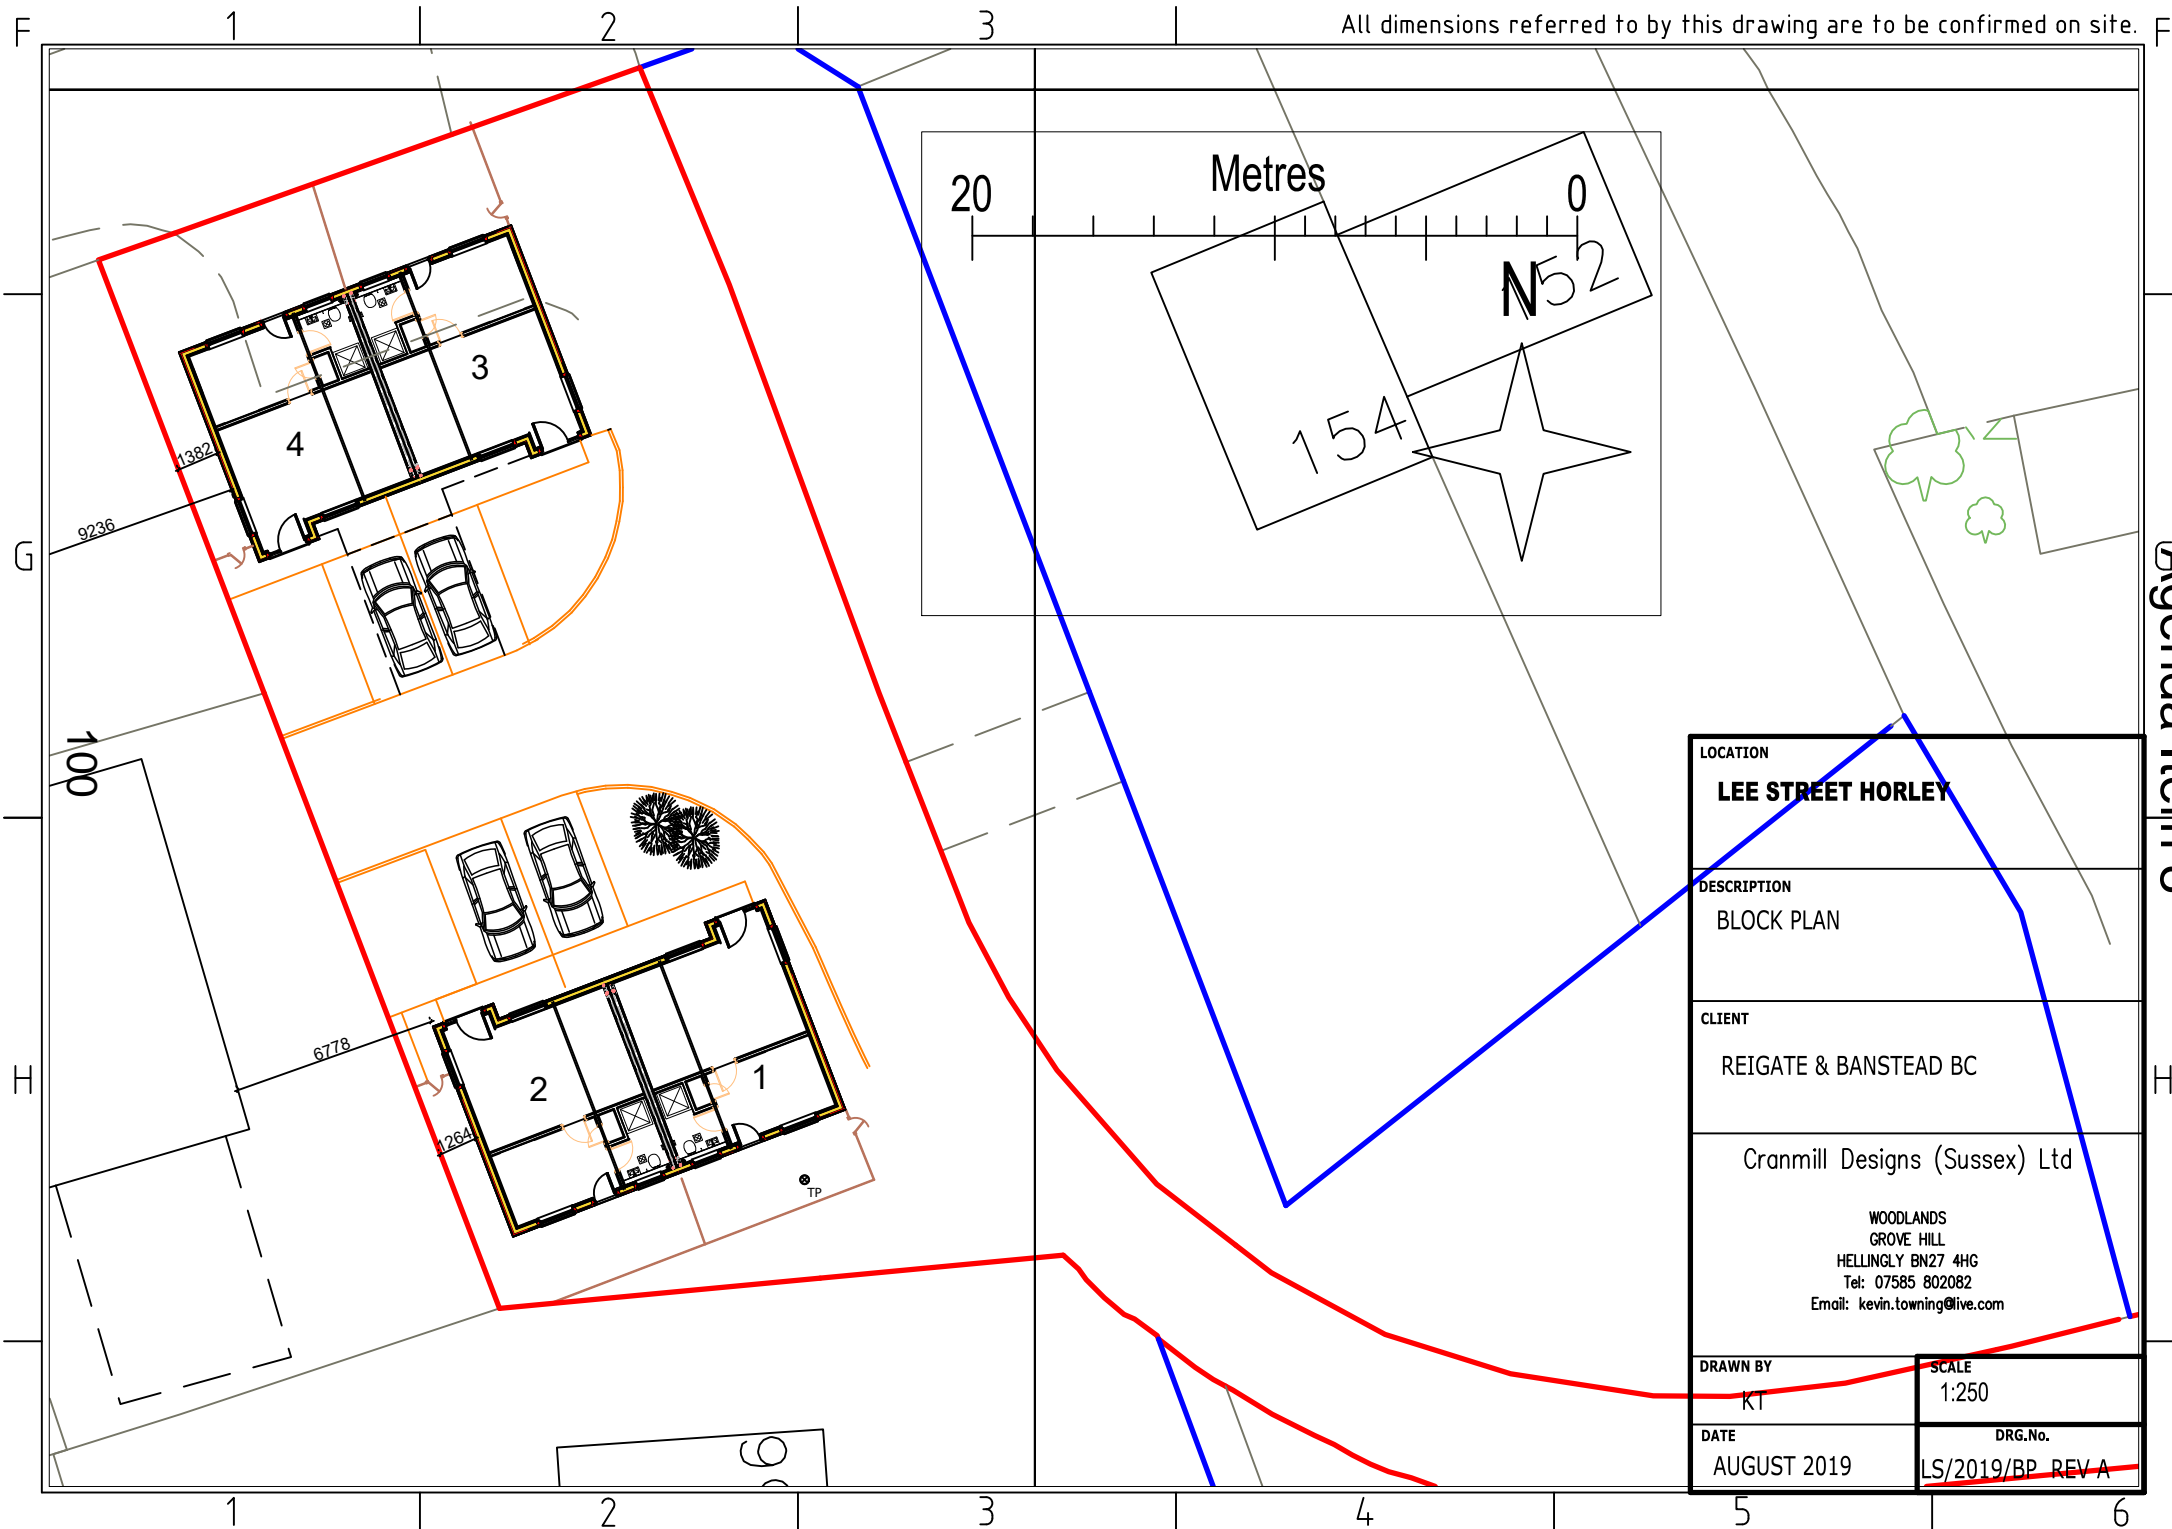 F 1 2 3 All dimensions referred to by this drawing are to be confirmed on site. F
20 Metres 0
N
152
154
3
4
1382
9236
G
100
LOCATION
LEE STREET HORLEY
DESCRIPTION
BLOCK PLAN
CLIENT
REIGATE & BANSTEAD BC
6778
H
H
2
1
1264
TP
Cranmill Designs (Sussex) Ltd
WOODLANDS
GROVE HILL
HELLINGLY BN27 4HG
Tel: 07585 802082
Email: kevin.towning@live.com
DRAWN BY
KT
SCALE
1:250
DATE
AUGUST 2019
DRG.No.
LS/2019/BP REV A
1 2 3 4 5 6